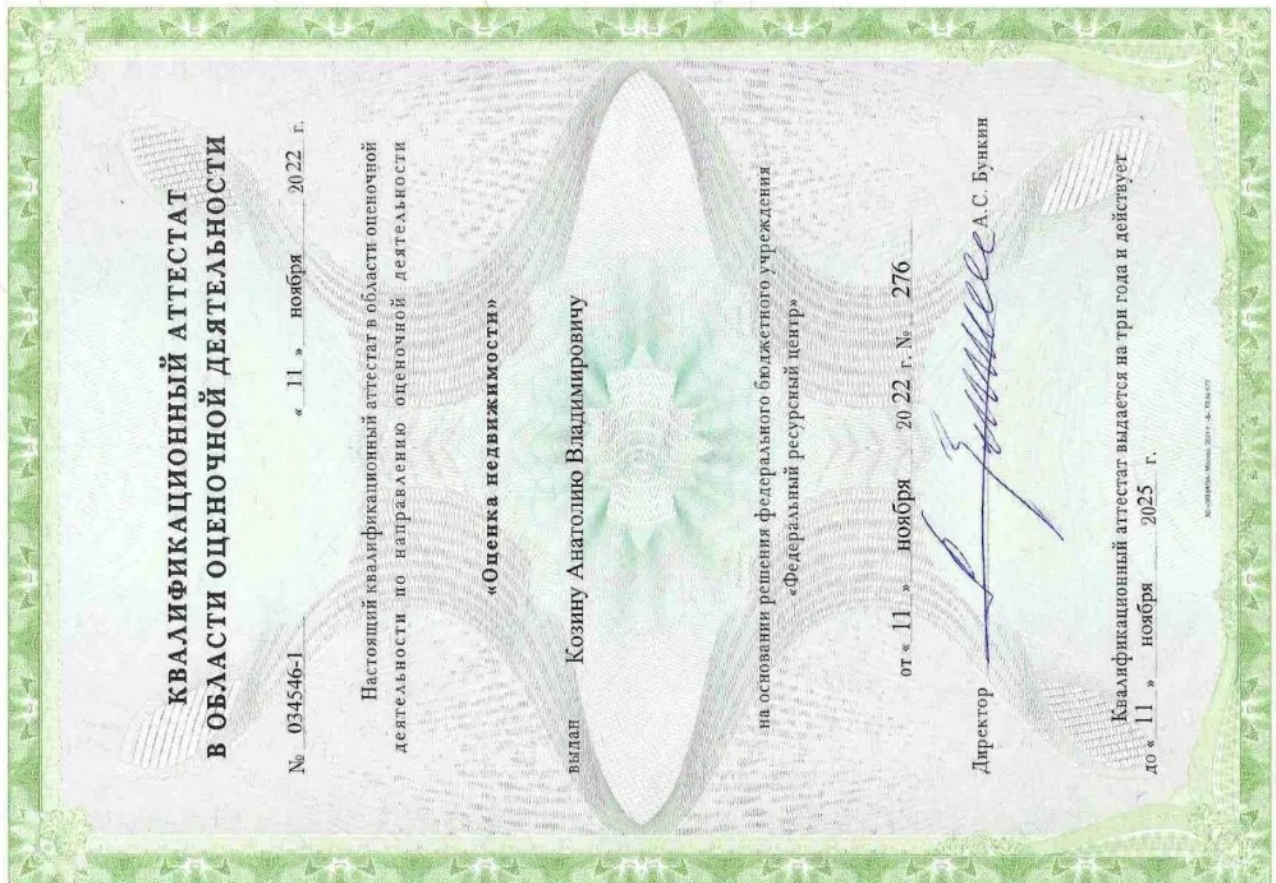 КВАЛИФИКАЦИОННЫЙ АТТЕСТАТ
В ОБЛАСТИ ОЦЕНОЧНОЙ ДЕЯТЕЛЬНОСТИ
№ 034546-1 « 11 » ноября 2022 г.
Настоящий квалификационный аттестат в области оценочной
деятельности по направлению оценочной деятельности
«Оценка недвижимости»
выдан Козину Анатолию Владимировичу
на основании решения федерального бюджетного учреждения
«Федеральный ресурсный центр»
от « 11 » ноября 20 22 г. № 276
Директор А.С. Бункин
Квалификационный аттестат выдается на три года и действует
до « 11 » ноября 2025 г.